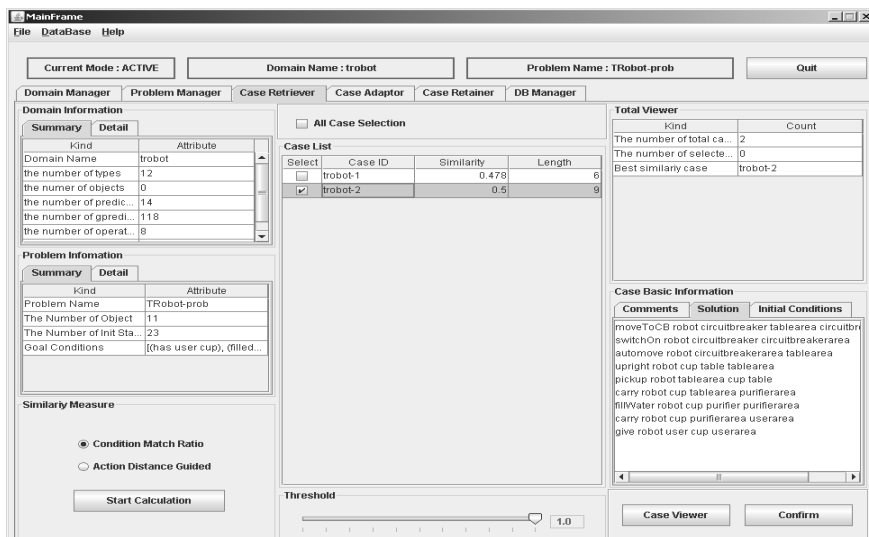 MainFrame
File DataBase Help
Current Mode : ACTIVE
Domain Name : trobot
Problem Name : TRobot-prob
Quit
Domain Manager Problem Manager Case Retriever Case Adaptor Case Retainer DB Manager
Domain Information
Summary Detail
Kind Attribute
Domain Name trobot
the number of types 12
the numer of objects 0
the number of predic... 14
the number of gpredi... 118
the number of operat... 8
Problem Infomation
Summary Detail
Kind Attribute
Problem Name TRobot-prob
The Number of Object 11
The Number of Init Sta... 23
Goal Conditions [(has user cup), (filled...
Similariy Measure
Condition Match Ratio
Action Distance Guided
Start Calculation
All Case Selection
Case List
Select Case ID Similarity Length
trobot-1 0.478 6
trobot-2 0.5 9
Threshold
1.0
Total Viewer
Kind Count
The number of total ca... 2
The number of selecte... 0
Best similariy case trobot-2
Case Basic Information
Comments Solution Initial Conditions
moveToCB robot circuitbreaker tablearea circuitbr
switchOn robot circuitbreaker circuitbreakerarea
automove robot circuitbreakerarea tablearea
upright robot cup table tablearea
pickup robot tablearea cup table
carry robot cup tablearea purifierarea
fillWater robot cup purifier purifierarea
carry robot cup purifierarea userarea
give robot user cup userarea
Case Viewer
Confirm